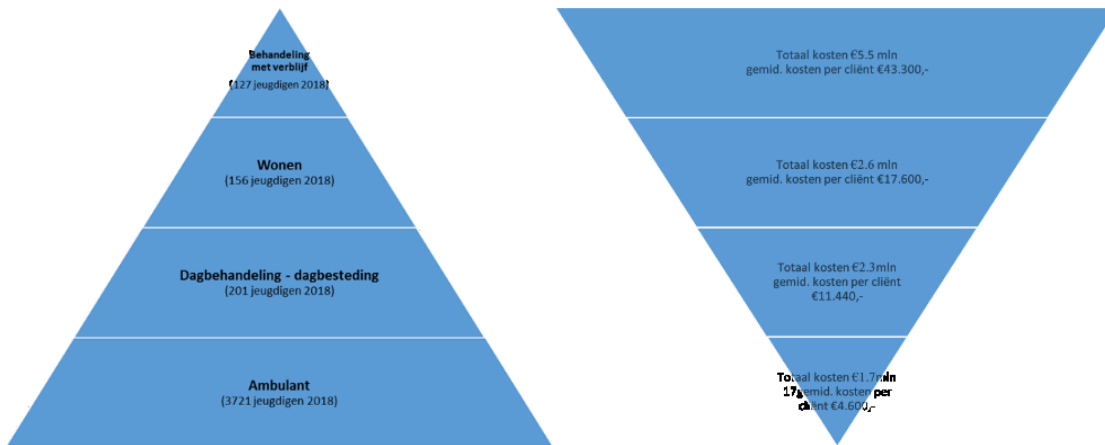 Behandeling
met verblijf
(127 jeugdigen 2018)
Wonen
(156 jeugdigen 2018)
Dagbehandeling - dagbesteding
(201 jeugdigen 2018)
Ambulant
(3721 jeugdigen 2018)
Totaal kosten €5.5 mln
gemid. kosten per cliënt €43.300,-
Totaal kosten €2.6 mln
gemid. kosten per cliënt €17.600,-
Totaal kosten €2.3mln
gemid. kosten per cliënt
€11.440,-
Totaal kosten €1.7mln
17gemid. kosten per
cliënt €4.600,-